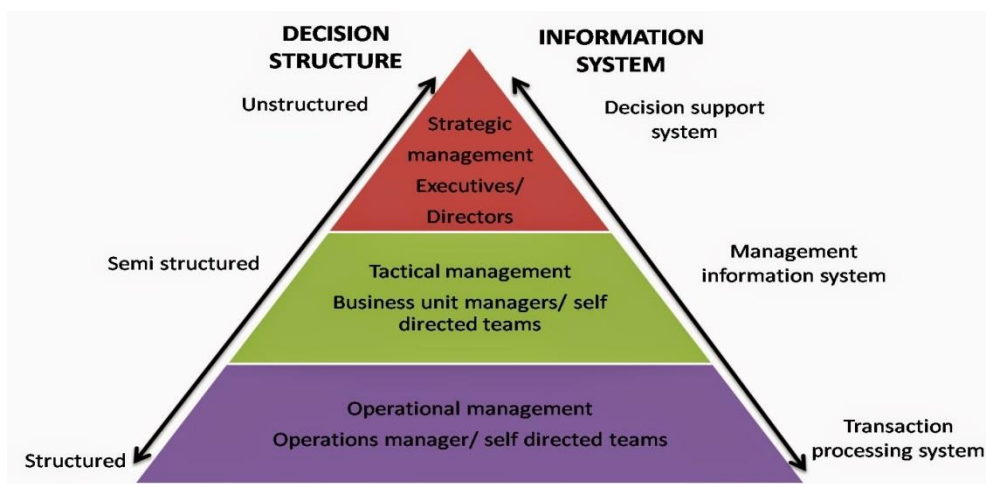 DECISION
STRUCTURE
INFORMATION
SYSTEM
Unstructured
Decision support
system
Strategic
management
Executives/
Directors
Semi structured
Management
information system
Tactical management
Business unit managers/ self
directed teams
Operational management
Operations manager/ self directed teams
Structured
Transaction
processing system